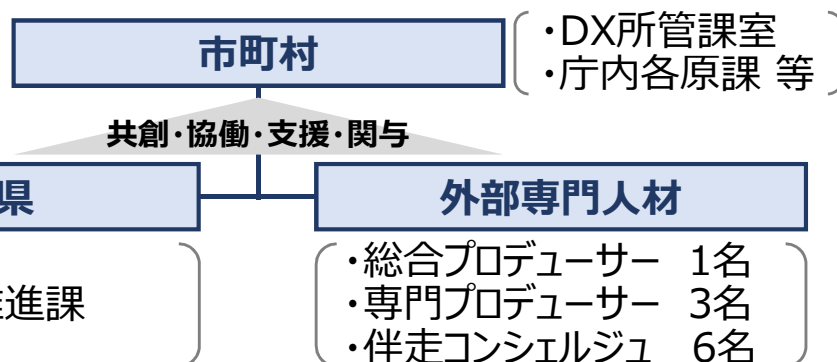 市町村
・DX所管課室
・庁内各原課 等
共創・協働・支援・関与
県
外部専門人材
進課
・総合プロデューサー 1名
・専門プロデューサー 3名
・伴走コンシェルジュ 6名